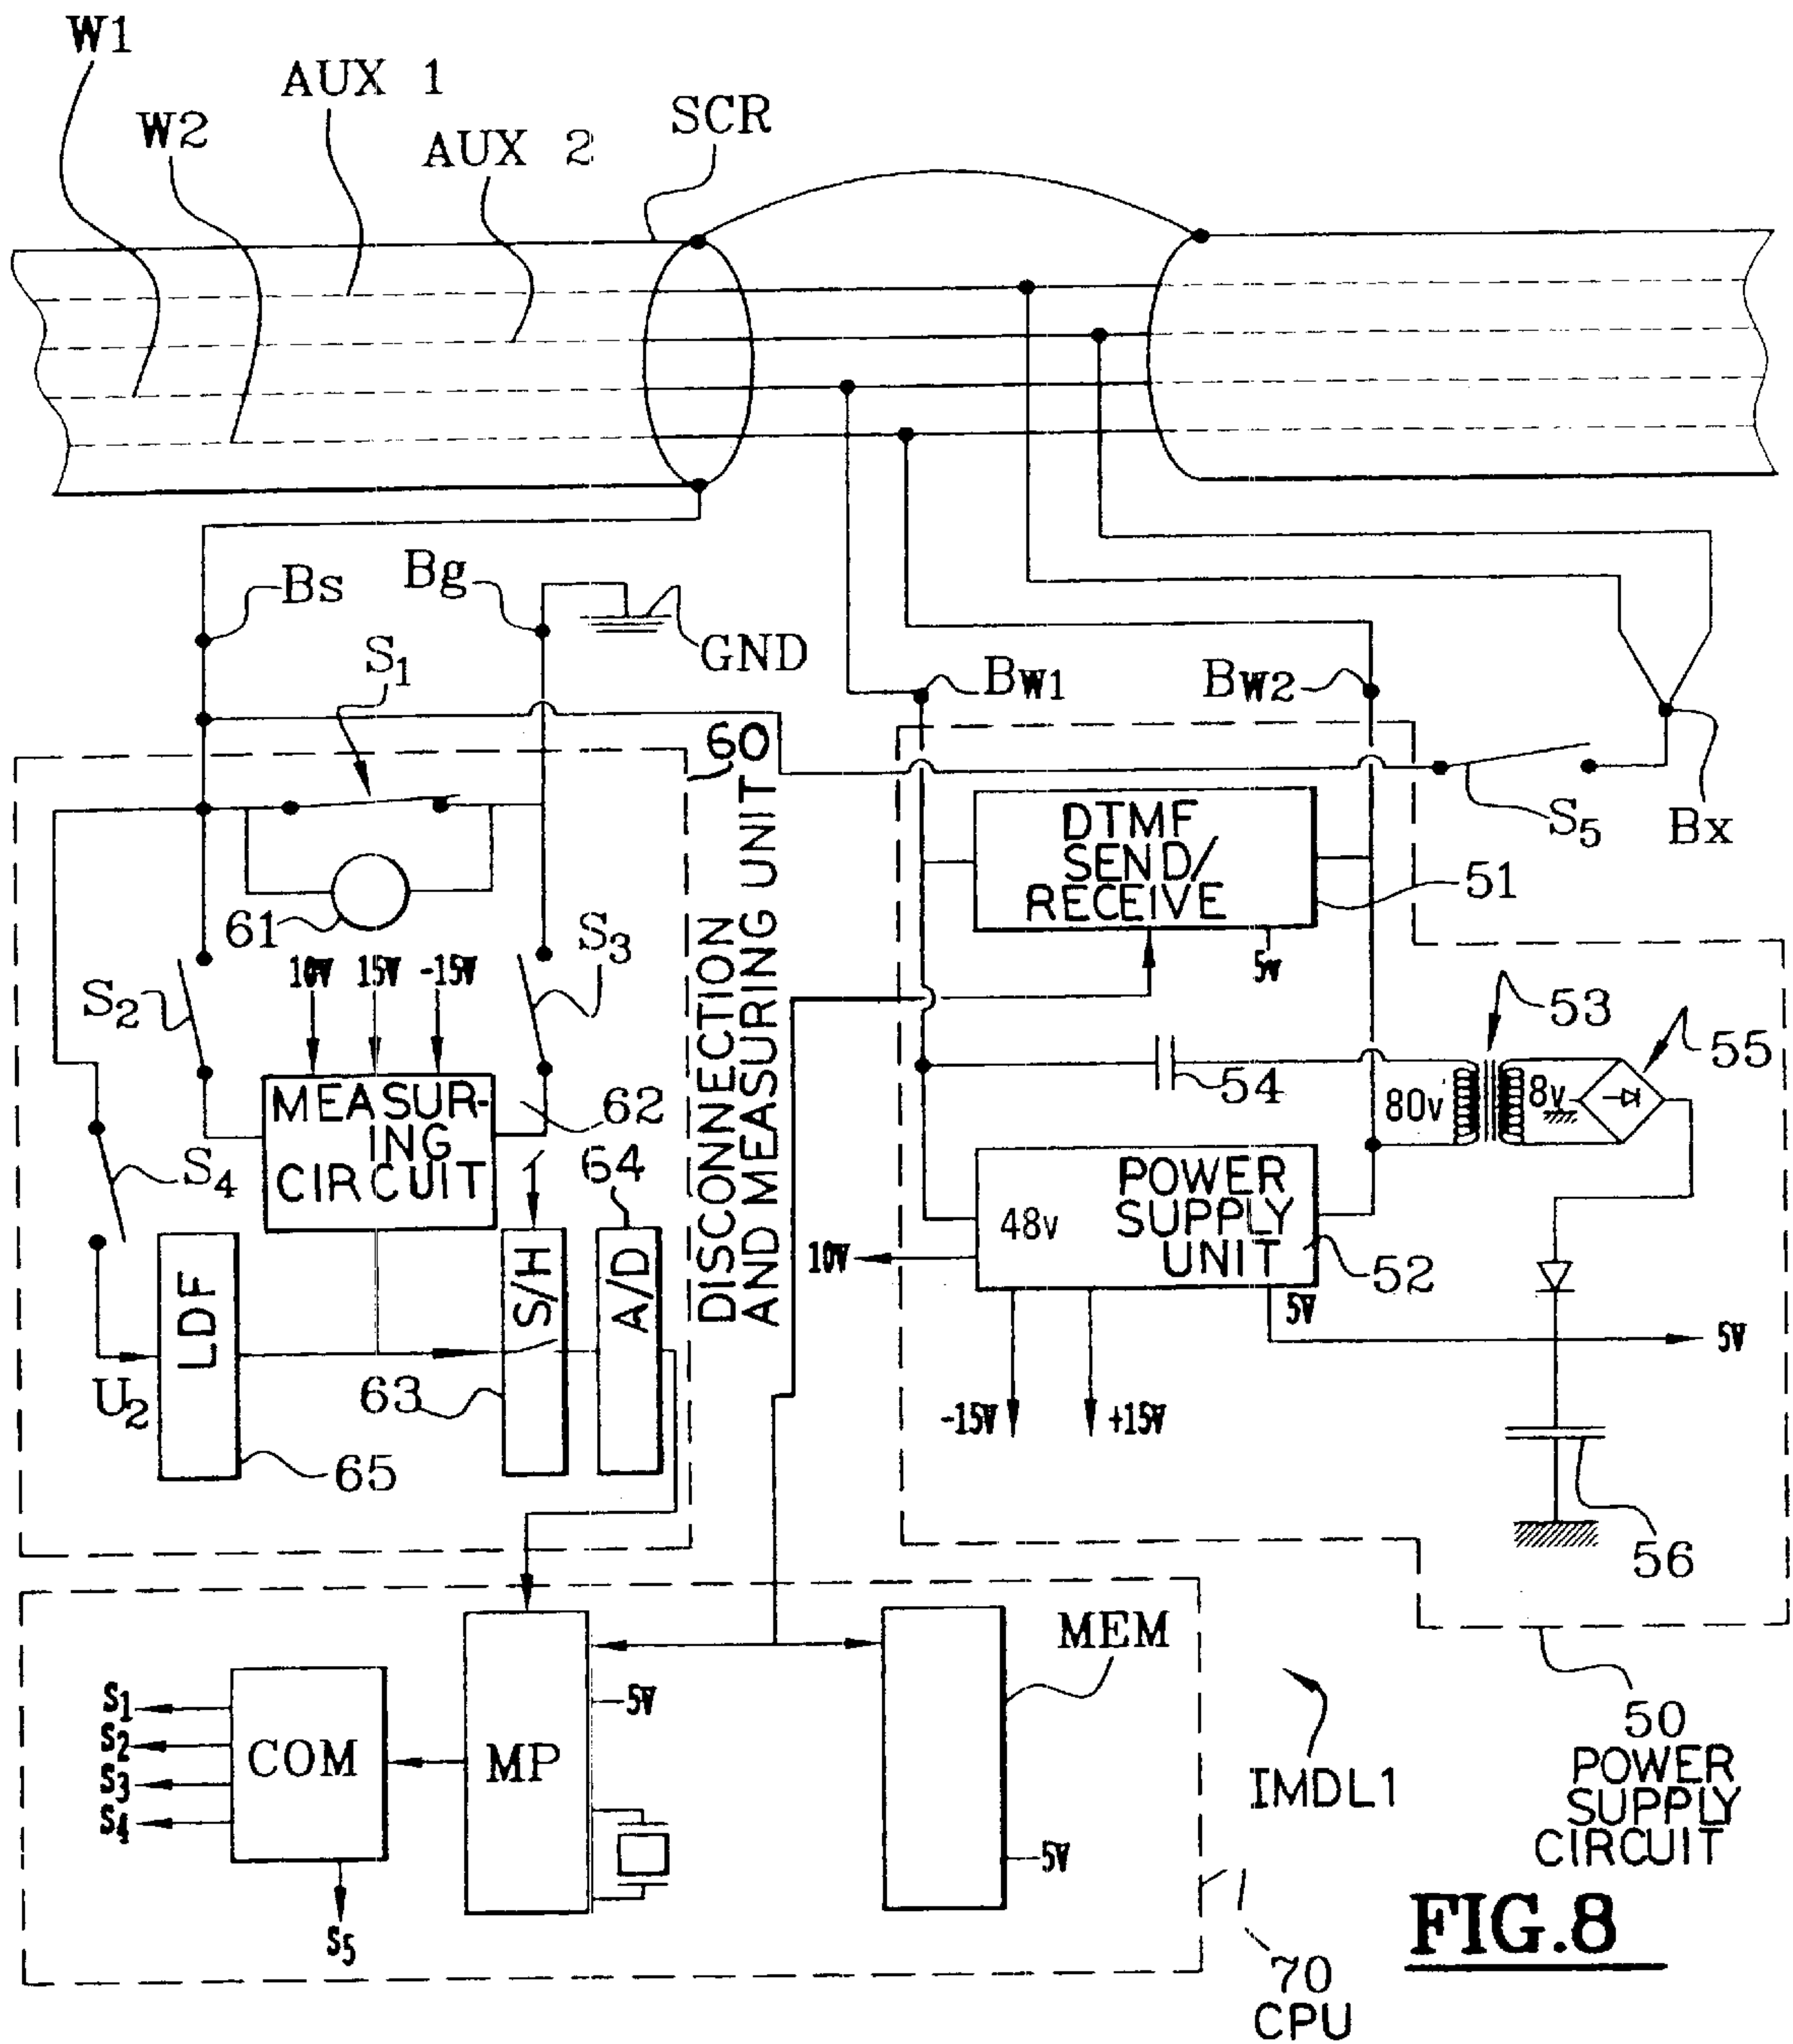 W1
AUX 1
W2
AUX 2
SCR
Bs
Bg
GND
S1
BW1
BW2
60
DISCONNECTION
AND MEASURING UNIT
S5
Bx
DTMF
SEND/
RECEIVE
51
5v
61
S3
10V
15V
-15V
S2
53
55
54
80v
8v
MEASUR-
ING
CIRCUIT
62
64
S4
POWER
SUPPLY
UNIT
48v
52
10V
5V
5V
LDF
S/H
A/D
U2
63
65
-15V
+15V
56
MEM
S1
S2
S3
S4
COM
MP
5V
5V
S5
IMDL1
50
POWER
SUPPLY
CIRCUIT
70
CPU
FIG.8